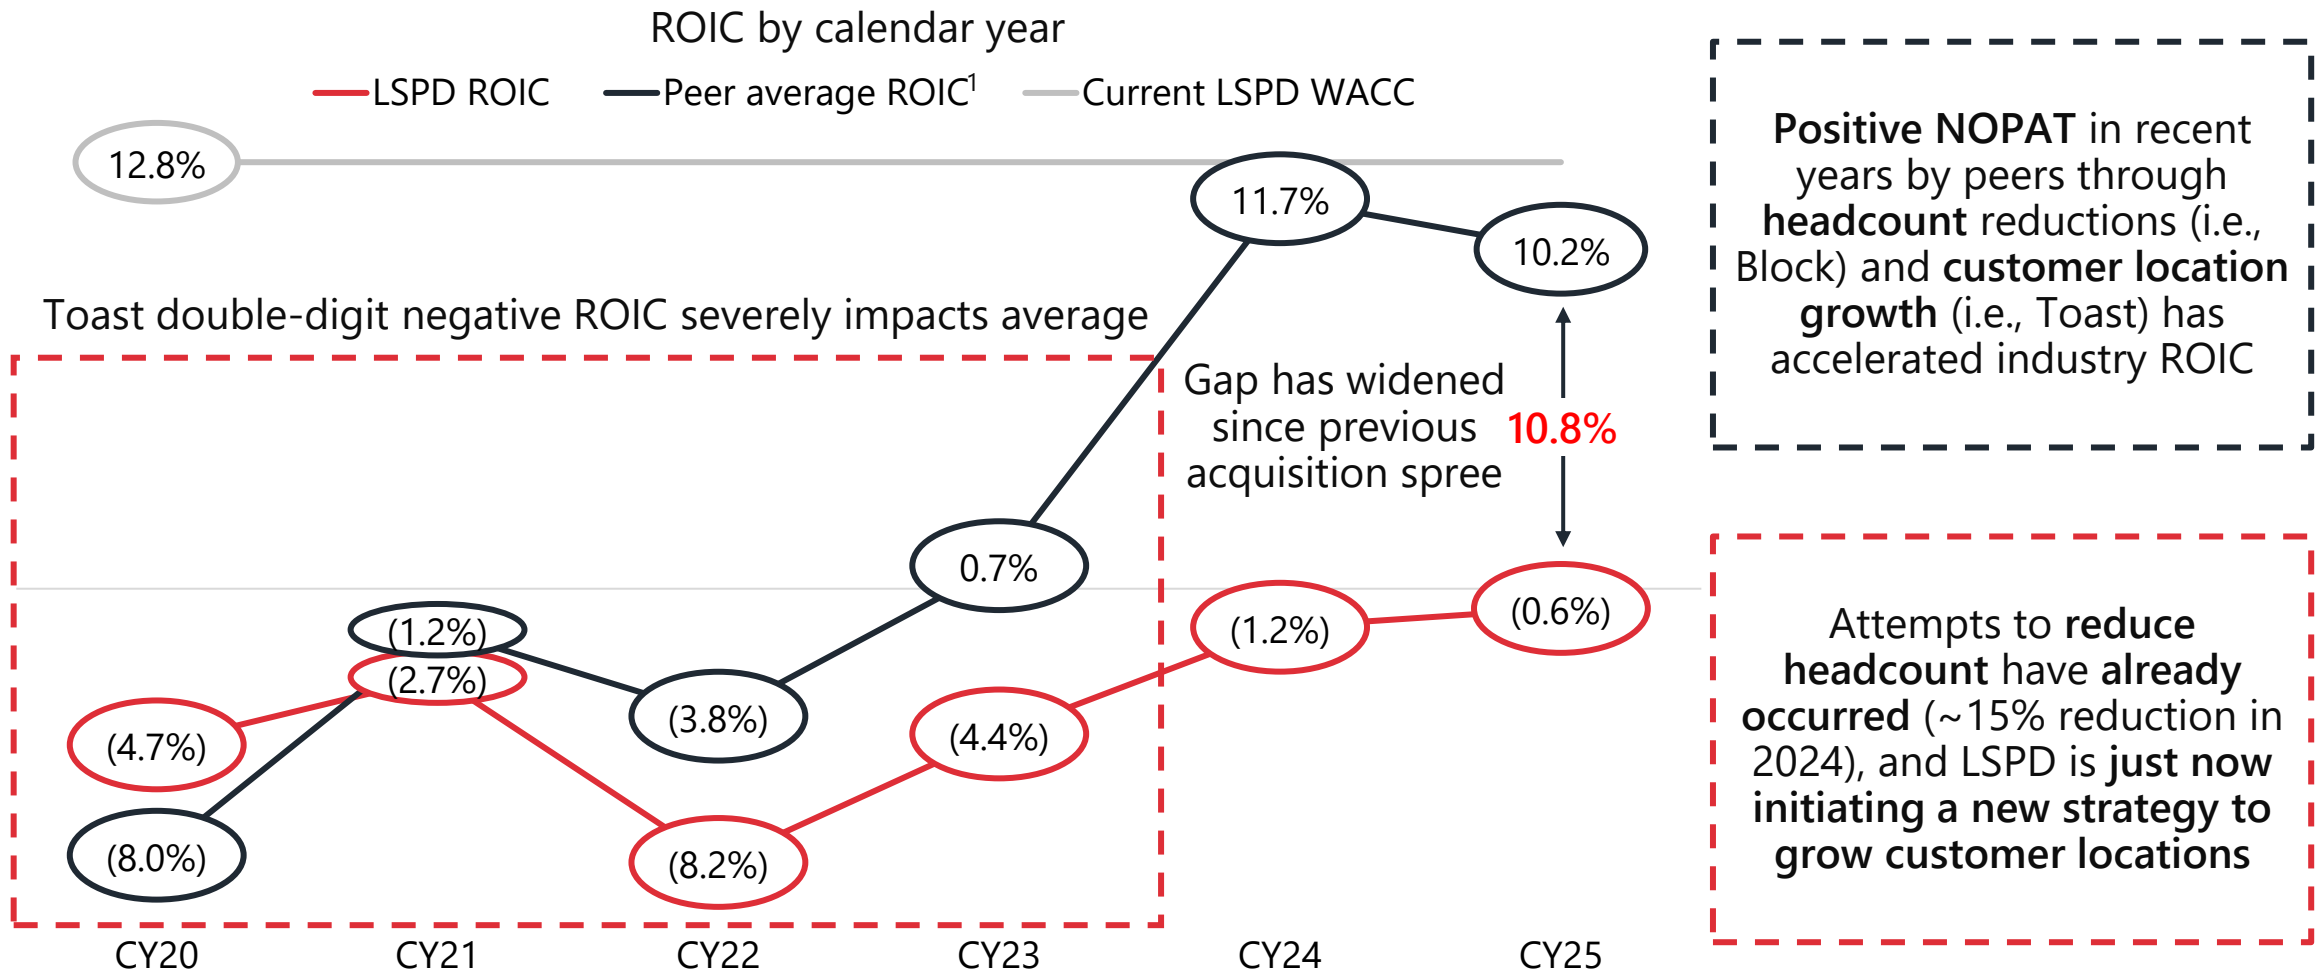 ROIC by calendar year
LSPD ROIC
Peer average ROIC¹
Current LSPD WACC
12.8%
11.7%
10.2%
Toast double-digit negative ROIC severely impacts average
Gap has widened
since previous
acquisition spree
10.8%
0.7%
(1.2%)
(2.7%)
(3.8%)
(4.7%)
(8.0%)
(8.2%)
(4.4%)
(1.2%)
(0.6%)
CY20
CY21
CY22
CY23
CY24
CY25
Positive NOPAT in recent
years by peers through
headcount reductions (i.e.,
Block) and customer location
growth (i.e., Toast) has
accelerated industry ROIC
Attempts to reduce
headcount have already
occurred (~15% reduction in
2024), and LSPD is just now
initiating a new strategy to
grow customer locations